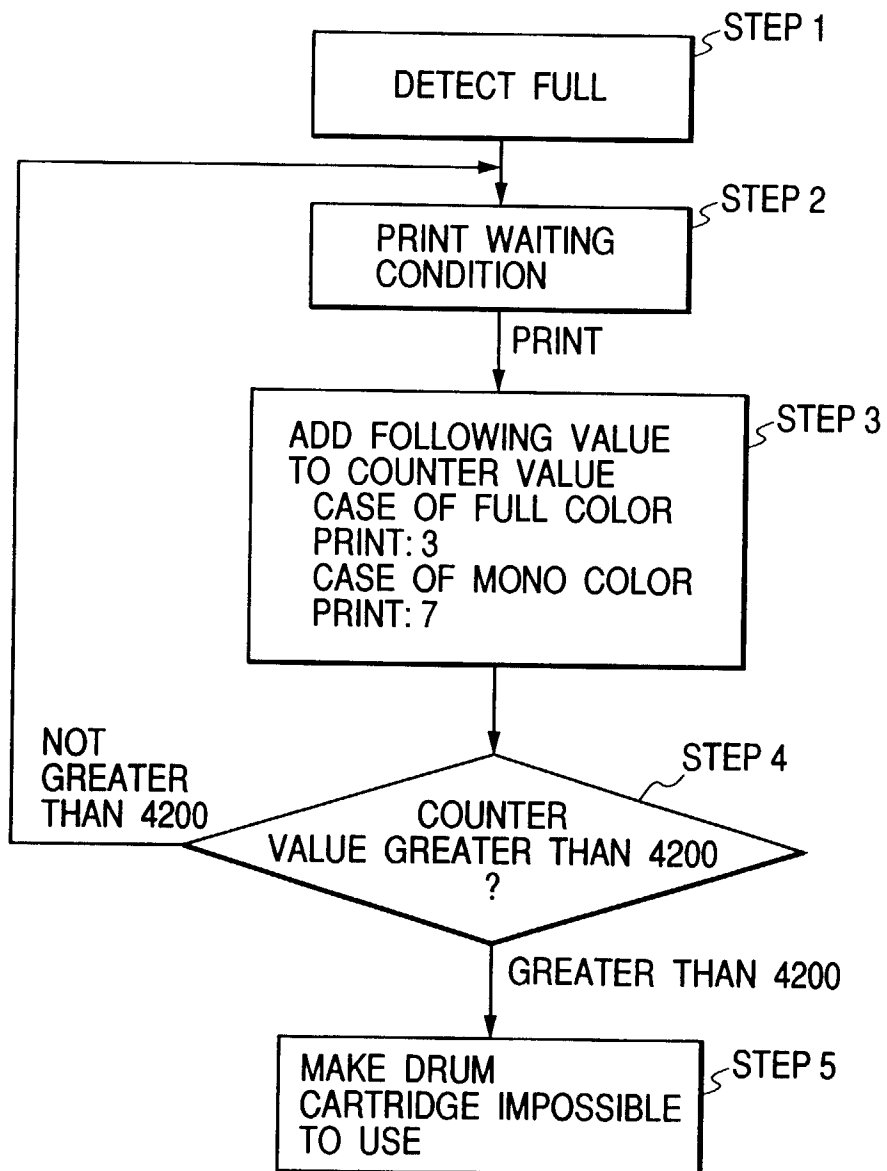 STEP 1
DETECT FULL
STEP 2
PRINT WAITING
CONDITION
PRINT
STEP 3
ADD FOLLOWING VALUE
TO COUNTER VALUE
CASE OF FULL COLOR
PRINT: 3
CASE OF MONO COLOR
PRINT: 7
NOT
GREATER
THAN 4200
STEP 4
COUNTER
VALUE GREATER THAN 4200
?
GREATER THAN 4200
STEP 5
MAKE DRUM
CARTRIDGE IMPOSSIBLE
TO USE